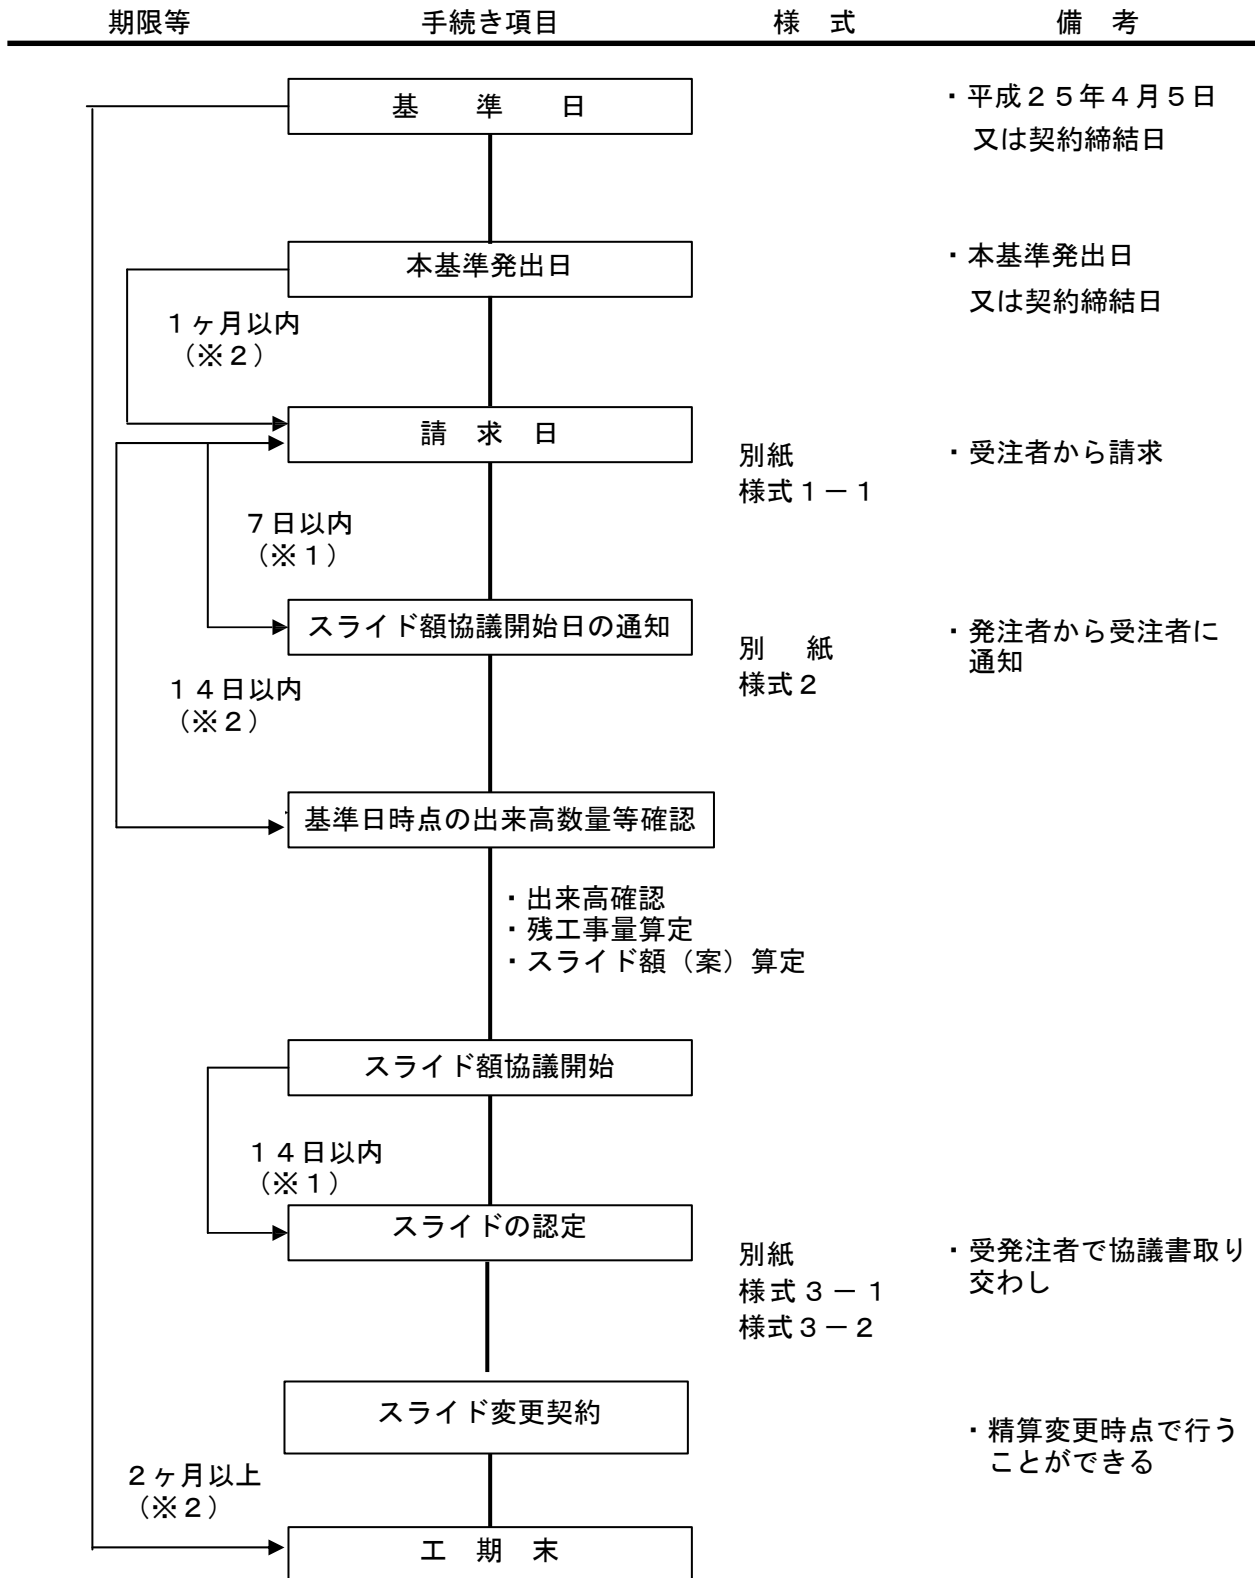 期限等　手続き項目　様　式　備　考
基　準　日
・平成２５年４月５日
又は契約締結日
本基準発出日
・本基準発出日
又は契約締結日
１ヶ月以内
（※２）
請　求　日
別紙
様式１－１
・受注者から請求
７日以内
（※１）
スライド額協議開始日の通知
別　紙
様式２
・発注者から受注者に
通知
１４日以内
（※２）
基準日時点の出来高数量等確認
・出来高確認
・残工事量算定
・スライド額（案）算定
スライド額協議開始
１４日以内
（※１）
スライドの認定
別紙
様式３－１
様式３－２
・受発注者で協議書取り
交わし
スライド変更契約
・精算変更時点で行う
ことができる
２ヶ月以上
（※２）
工　期　末